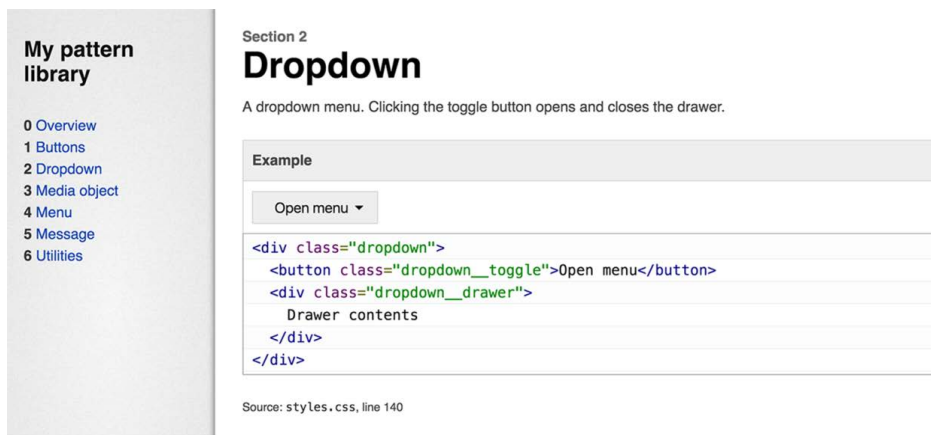 My pattern
library
0 Overview
1 Buttons
2 Dropdown
3 Media object
4 Menu
5 Message
6 Utilities
Section 2
Dropdown
A dropdown menu. Clicking the toggle button opens and closes the drawer.
Example
Open menu
<div class="dropdown">
  <button class="dropdown__toggle">Open menu</button>
  <div class="dropdown__drawer">
    Drawer contents
  </div>
</div>
Source: styles.css, line 140